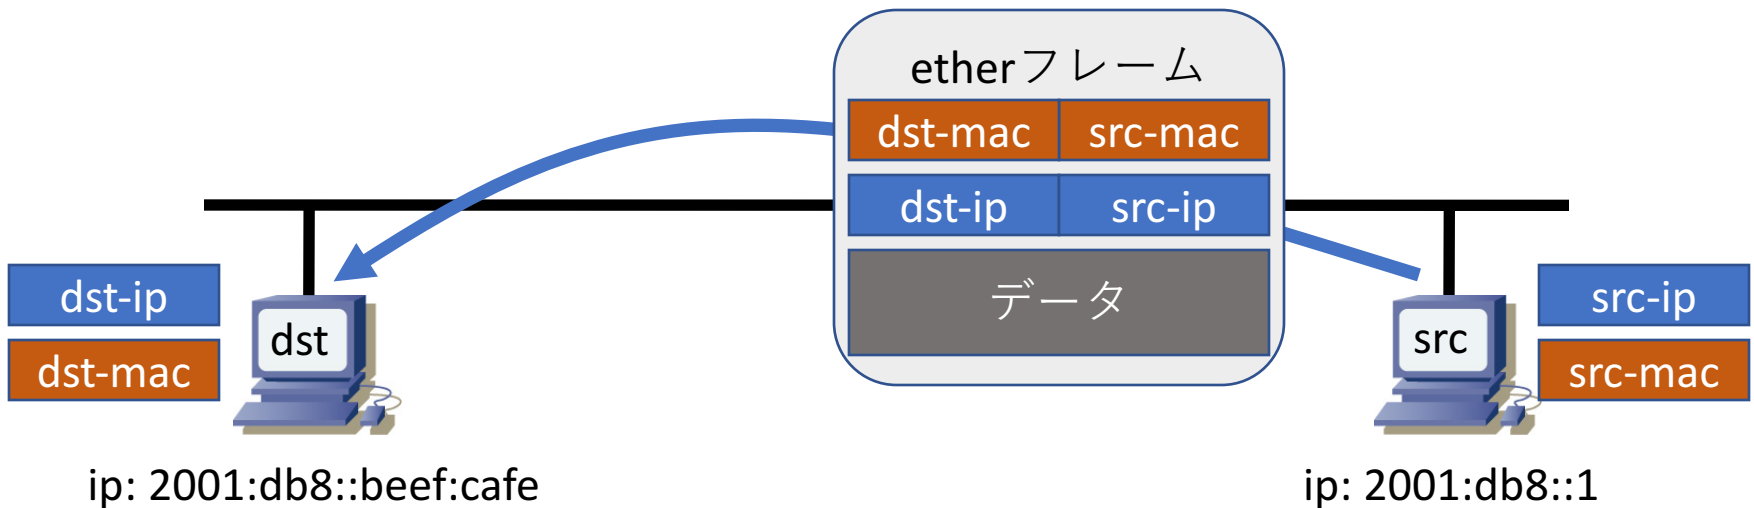 etherフレーム
dst-mac src-mac
dst-ip src-ip
データ
dst-ip
dst-mac
dst
src
src-ip
src-mac
ip: 2001:db8::beef:cafe
ip: 2001:db8::1